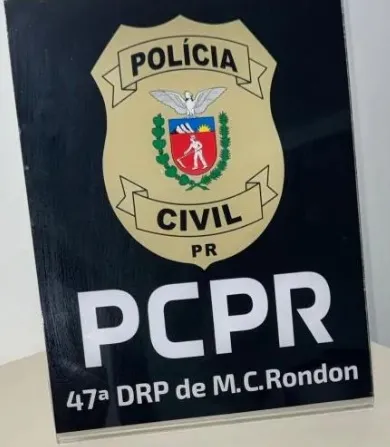 POLÍCIA
CIVIL
PR
PCPR
47ª DRP de M.C.Rondon